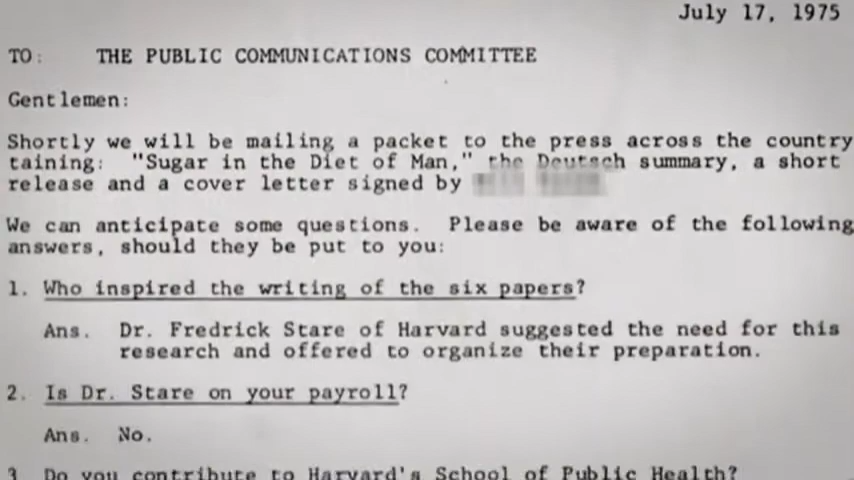 July 17, 1975
TO: THE PUBLIC COMMUNICATIONS COMMITTEE
Gentlemen:
Shortly we will be mailing a packet to the press across the country
taining: "Sugar in the Diet of Man," the Deutsch summary, a short
release and a cover letter signed by
We can anticipate some questions. Please be aware of the following
answers, should they be put to you:
1. Who inspired the writing of the six papers?
Ans. Dr. Fredrick Stare of Harvard suggested the need for this
research and offered to organize their preparation.
2. Is Dr. Stare on your payroll?
Ans. No.
3 Do you contribute to Harvard's School of Public Health?